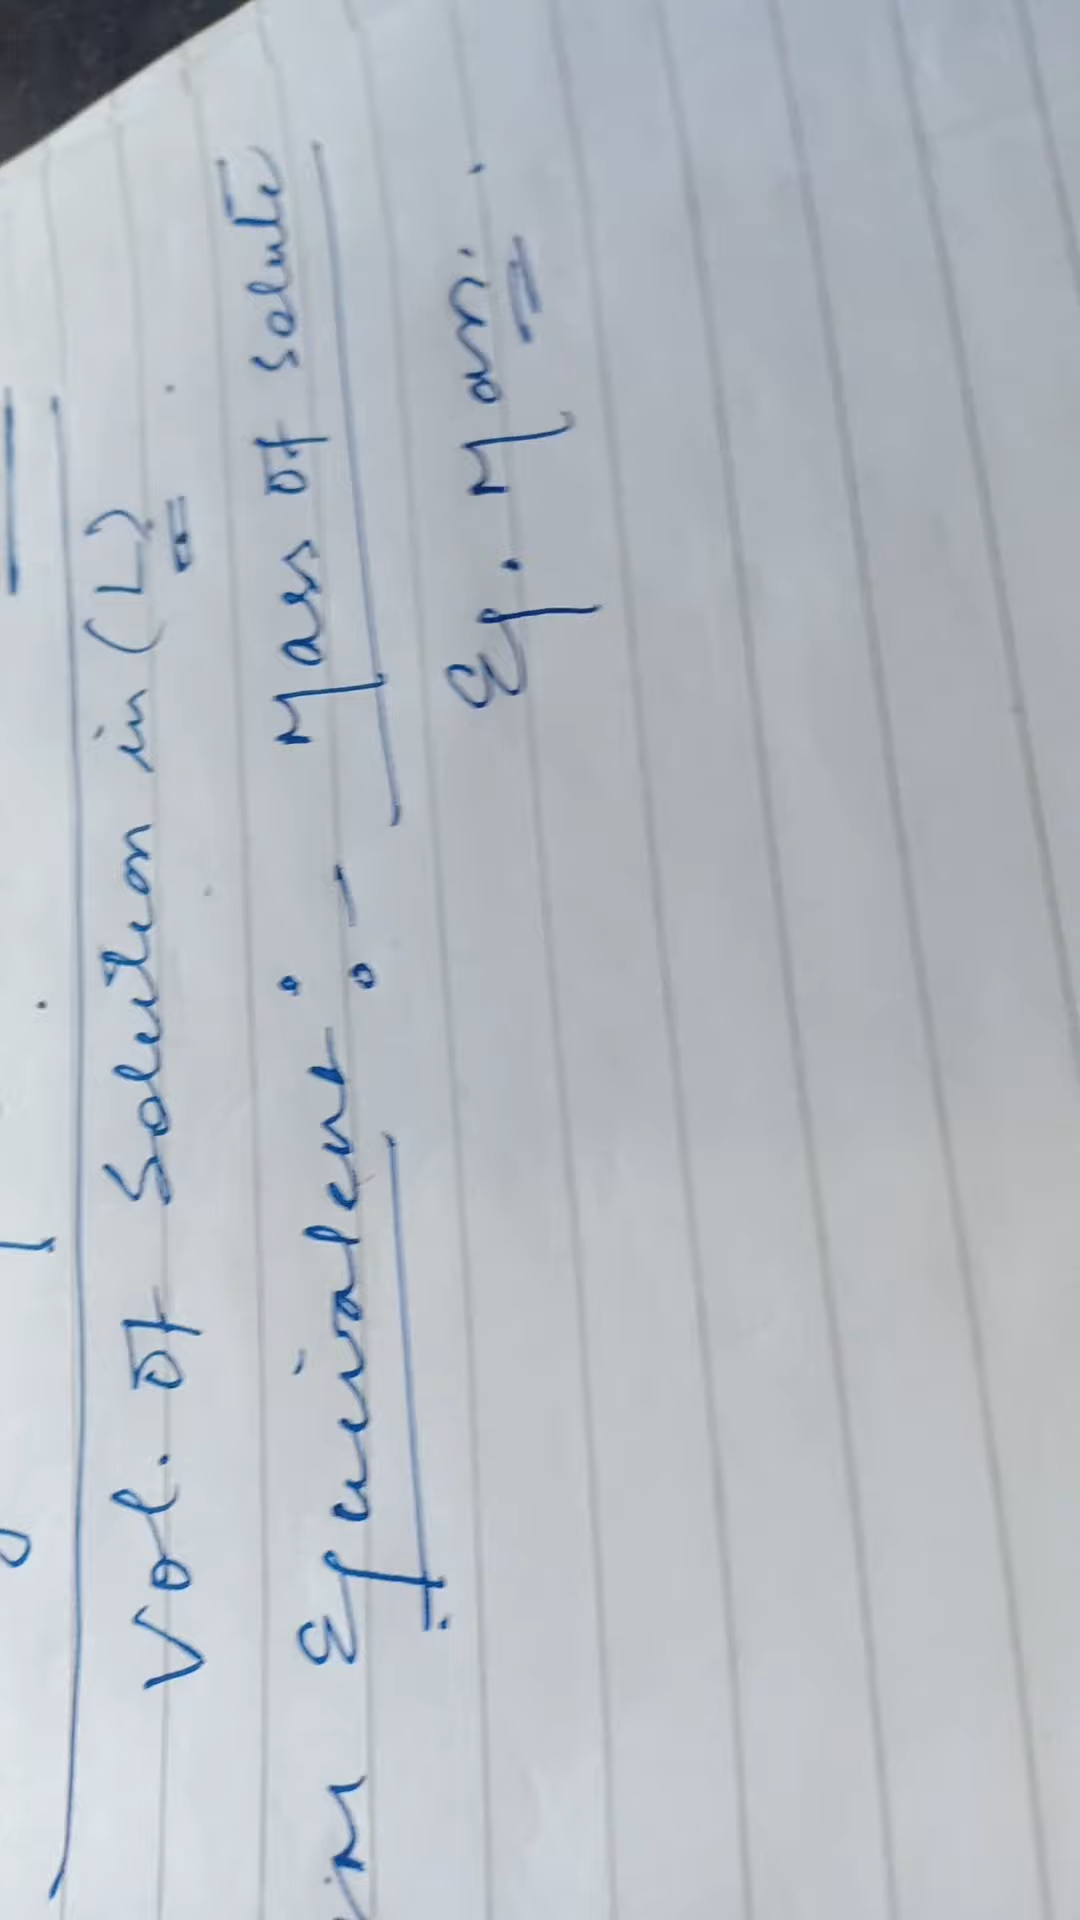 Vol. of Solution in (L)
Equivalent :- Mass of solute
Eq. Mass.